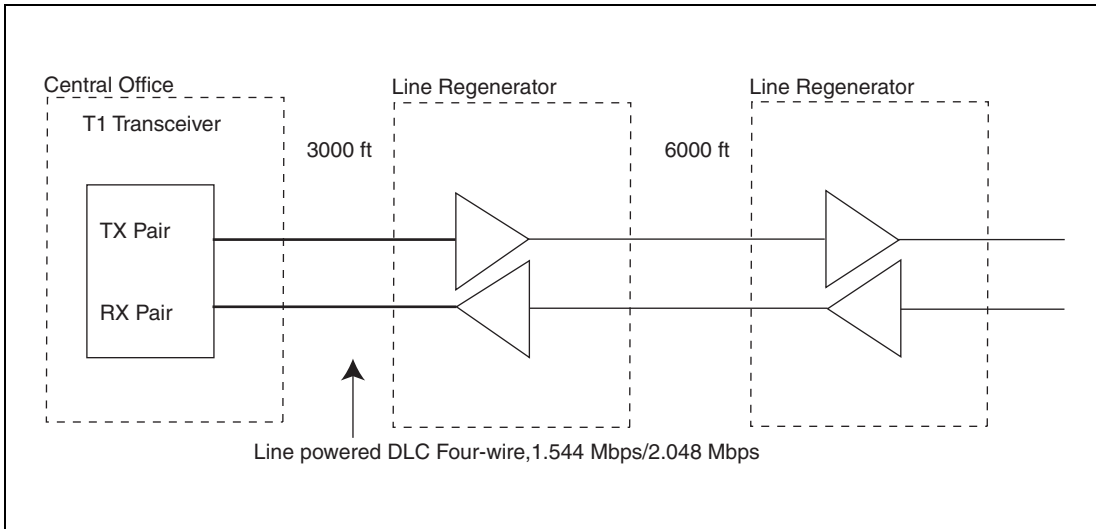 Central Office
Line Regenerator
Line Regenerator
T1 Transceiver
3000 ft
6000 ft
TX Pair
RX Pair
Line powered DLC Four-wire,1.544 Mbps/2.048 Mbps